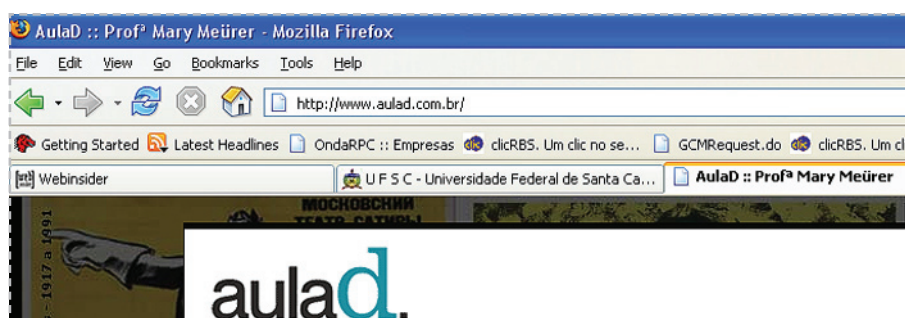 AulaD :: Profª Mary Meürer - Mozilla Firefox
File Edit View Go Bookmarks Tools Help
http://www.aulad.com.br/
Getting Started Latest Headlines OndaRPC :: Empresas clicRBS. Um clic no se... GCMRequest.do clicRBS. Um cl
Webinsider U F S C - Universidade Federal de Santa Ca... AulaD :: Profª Mary Meürer
МОСКОВСКИЙ
ТЕАТР САТИРЫ
- 1917 a 1991
aulad.